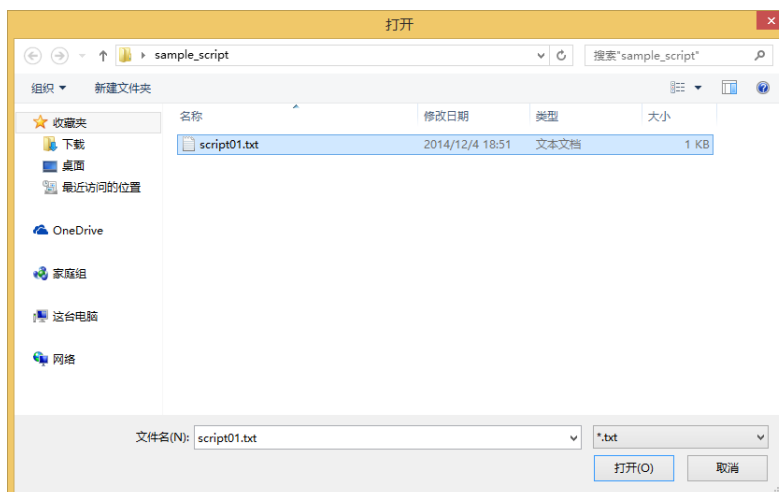 打开
sample_script
搜索"sample_script"
组织
新建文件夹
名称 修改日期 类型 大小
script01.txt 2014/12/4 18:51 文本文档 1 KB
收藏夹
下载
桌面
最近访问的位置
OneDrive
家庭组
这台电脑
网络
文件名(N): script01.txt
*.txt
打开(O) 取消